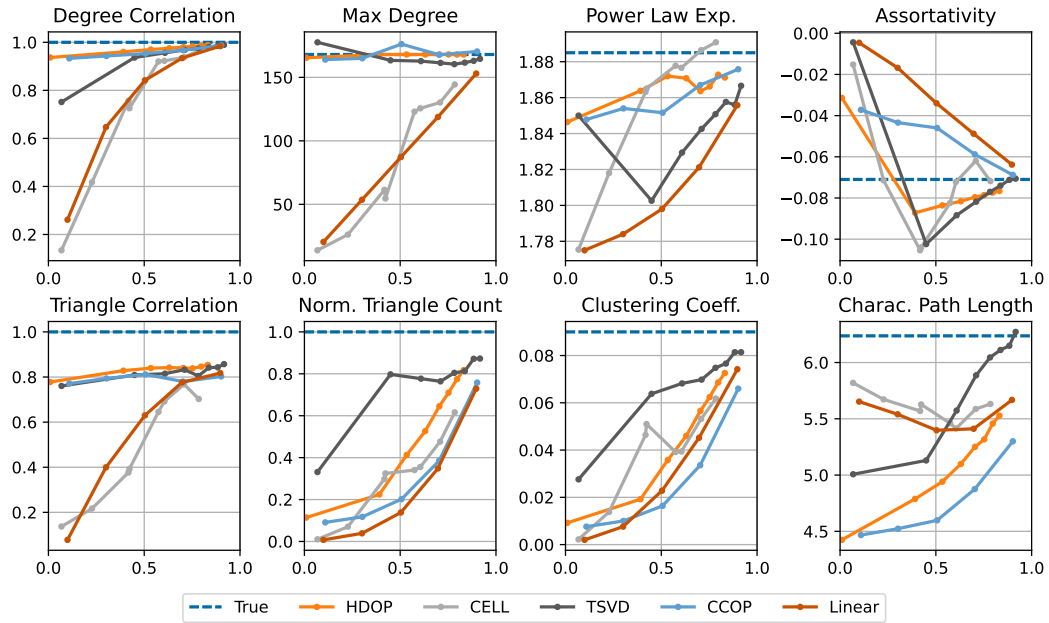 Degree Correlation
Max Degree
Power Law Exp.
Assortativity
1.0
0.8
0.6
0.4
0.2
0.0 0.5 1.0
150
100
50
0.0 0.5 1.0
1.88
1.86
1.84
1.82
1.80
1.78
0.0 0.5 1.0
0.00
−0.02
−0.04
−0.06
−0.08
−0.10
0.0 0.5 1.0
Triangle Correlation
Norm. Triangle Count
Clustering Coeff.
Charac. Path Length
1.0
0.8
0.6
0.4
0.2
0.0 0.5 1.0
1.0
0.8
0.6
0.4
0.2
0.0
0.0 0.5 1.0
0.08
0.06
0.04
0.02
0.00
0.0 0.5 1.0
6.0
5.5
5.0
4.5
0.0 0.5 1.0
True HDOP CELL TSVD CCOP Linear